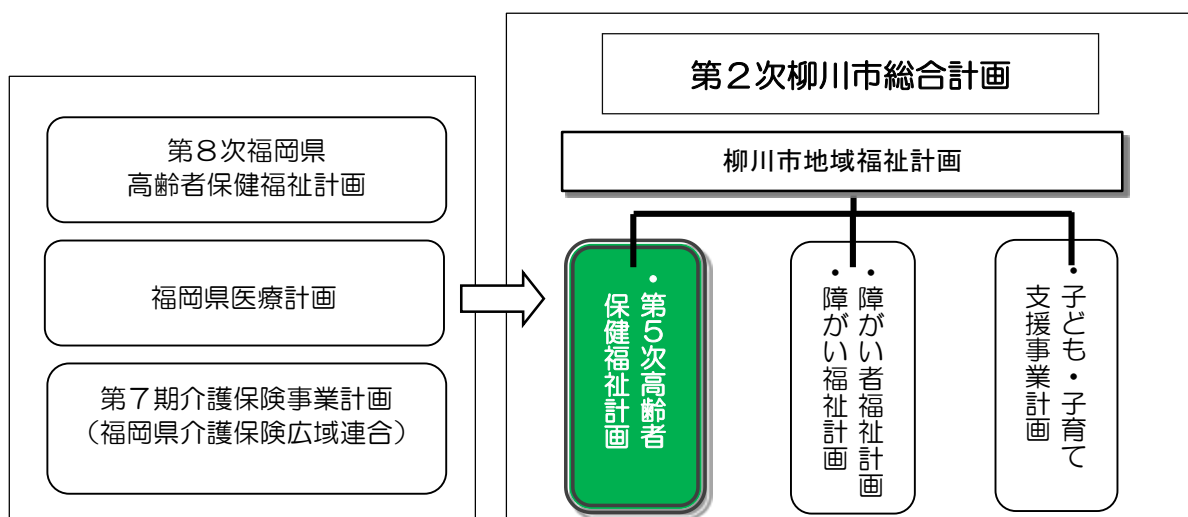 第８次福岡県
高齢者保健福祉計画
福岡県医療計画
第７期介護保険事業計画
（福岡県介護保険広域連合）
第２次柳川市総合計画
柳川市地域福祉計画
・第５次高齢者
保健福祉計画
・障がい者福祉計画
・障がい福祉計画
・子ども・子育て
支援事業計画